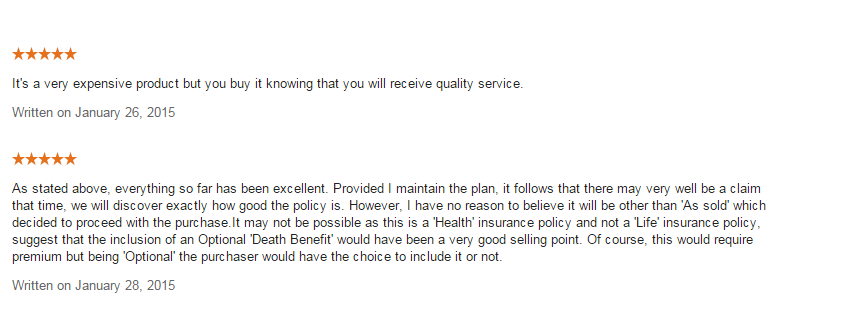 It's a very expensive product but you buy it knowing that you will receive quality service.
Written on January 26, 2015
As stated above, everything so far has been excellent. Provided I maintain the plan, it follows that there may very well be a claim
that time, we will discover exactly how good the policy is. However, I have no reason to believe it will be other than 'As sold' which
decided to proceed with the purchase.It may not be possible as this is a 'Health' insurance policy and not a 'Life' insurance policy,
suggest that the inclusion of an Optional 'Death Benefit' would have been a very good selling point. Of course, this would require
premium but being 'Optional' the purchaser would have the choice to include it or not.
Written on January 28, 2015